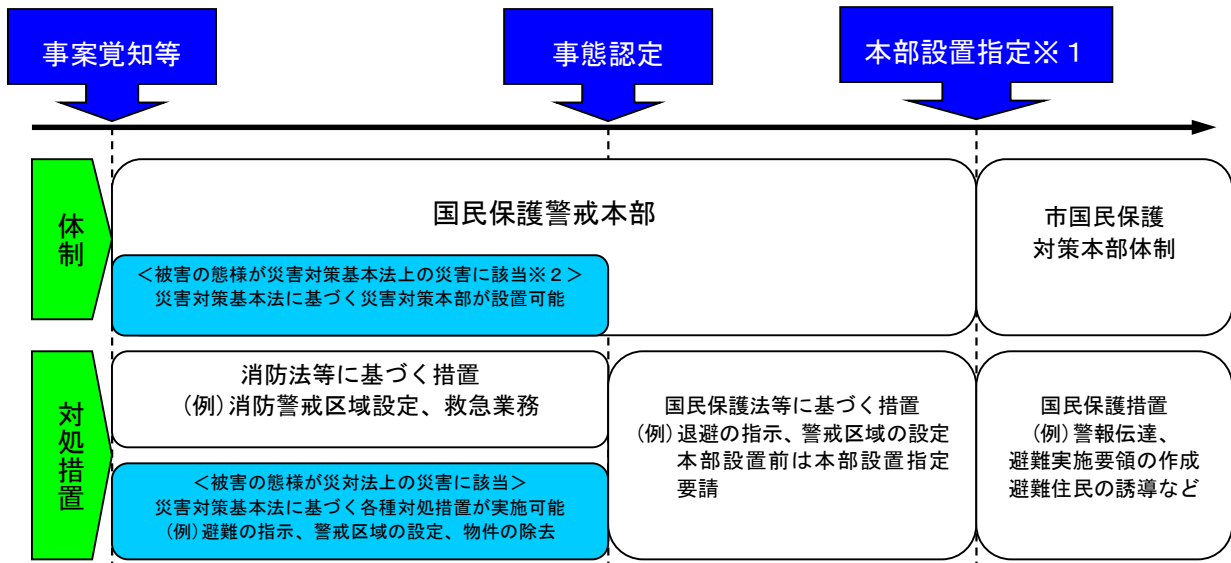 事案覚知等
事態認定
本部設置指定※１
体制
国民保護警戒本部
＜被害の態様が災害対策基本法上の災害に該当※２＞
災害対策基本法に基づく災害対策本部が設置可能
市国民保護
対策本部体制
対処措置
消防法等に基づく措置
(例)消防警戒区域設定、救急業務
＜被害の態様が災対法上の災害に該当＞
災害対策基本法に基づく各種対処措置が実施可能
(例)避難の指示、警戒区域の設定、物件の除去
国民保護法等に基づく措置
(例)退避の指示、警戒区域の設定
本部設置前は本部設置指定
要請
国民保護措置
(例)警報伝達、
避難実施要領の作成
避難住民の誘導など